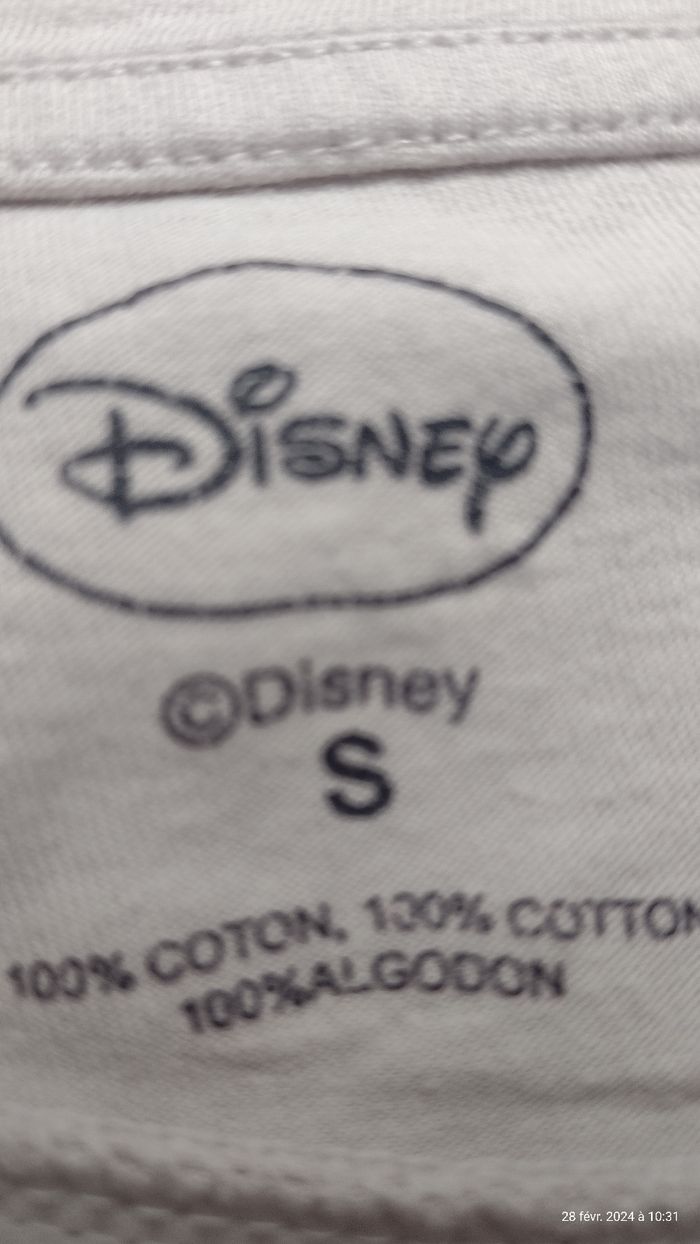 Disney
©Disney
S
100% COTON, 100% COTTON
100%ALGODON
28 févr. 2024 à 10:31